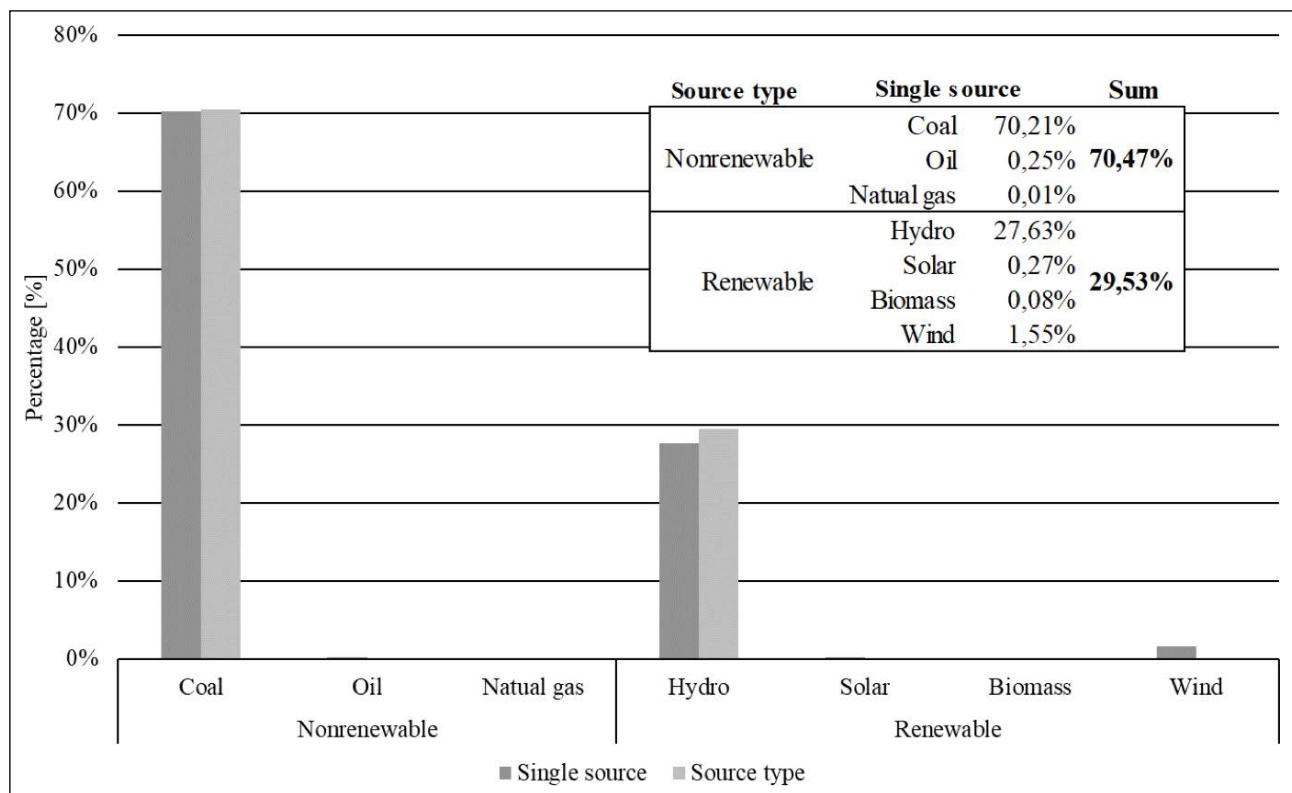 80%
70%
60%
50%
40%
30%
20%
10%
0%
Percentage [%]
Source type Single source Sum
Nonrenewable
Coal 70,21%
Oil 0,25%
Natual gas 0,01%
70,47%
Renewable
Hydro 27,63%
Solar 0,27%
Biomass 0,08%
Wind 1,55%
29,53%
Coal Oil Natual gas Hydro Solar Biomass Wind
Nonrenewable Renewable
Single source Source type